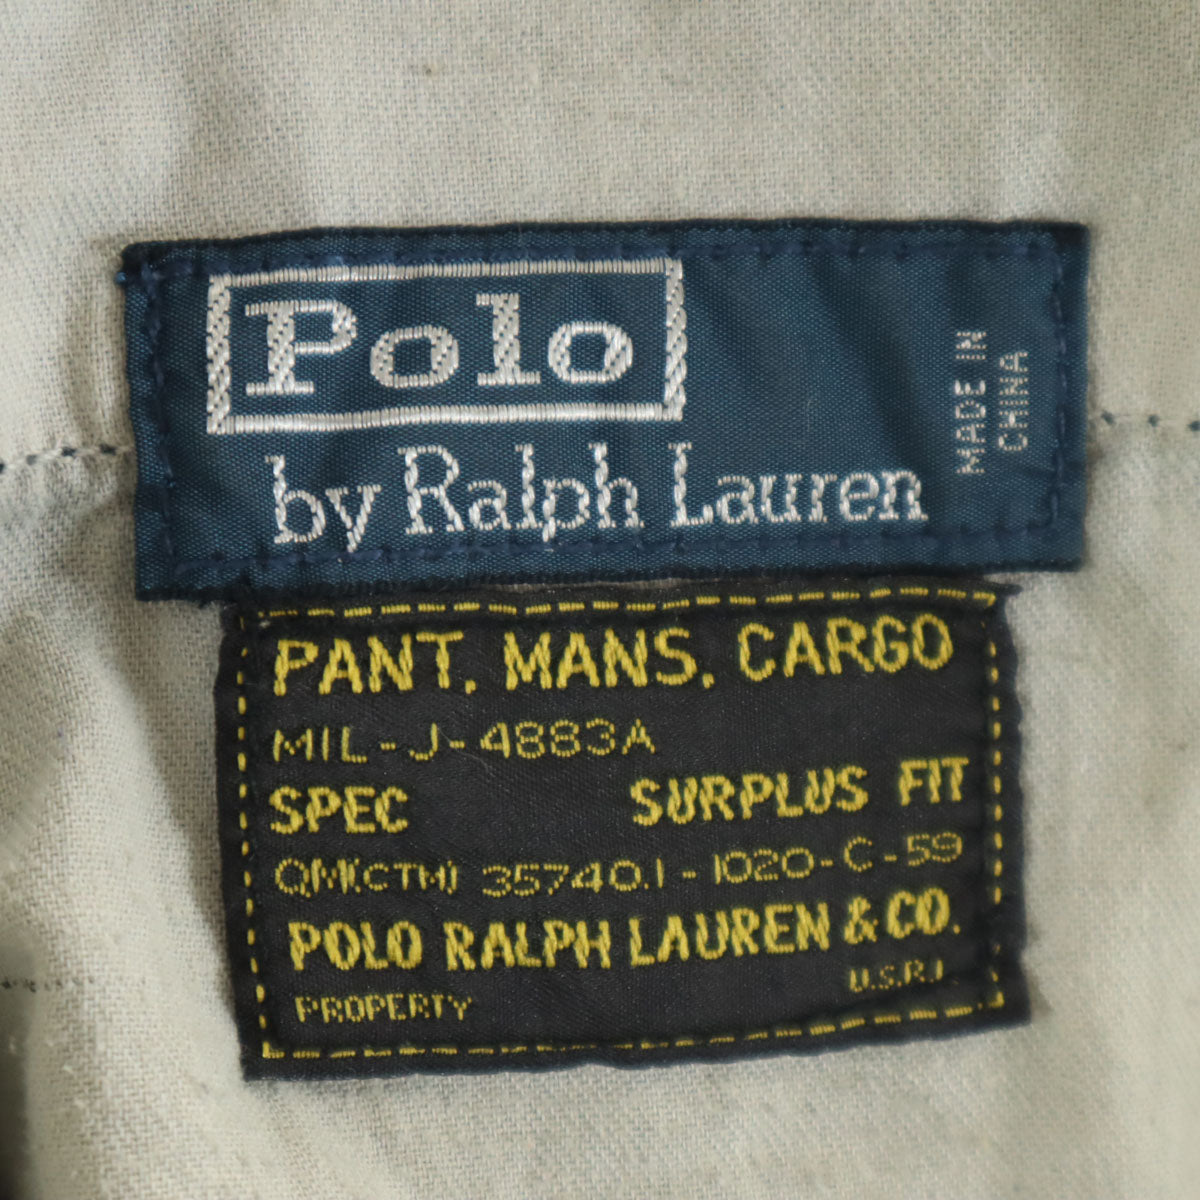 Polo
by Ralph Lauren
MADE IN
CHINA
PANT, MANS, CARGO
MIL-J-4883A
SPEC SURPLUS FIT
QM(CTM) 35740.1-1020-C-59
POLO RALPH LAUREN & CO.
PROPERTY U.S.R.L